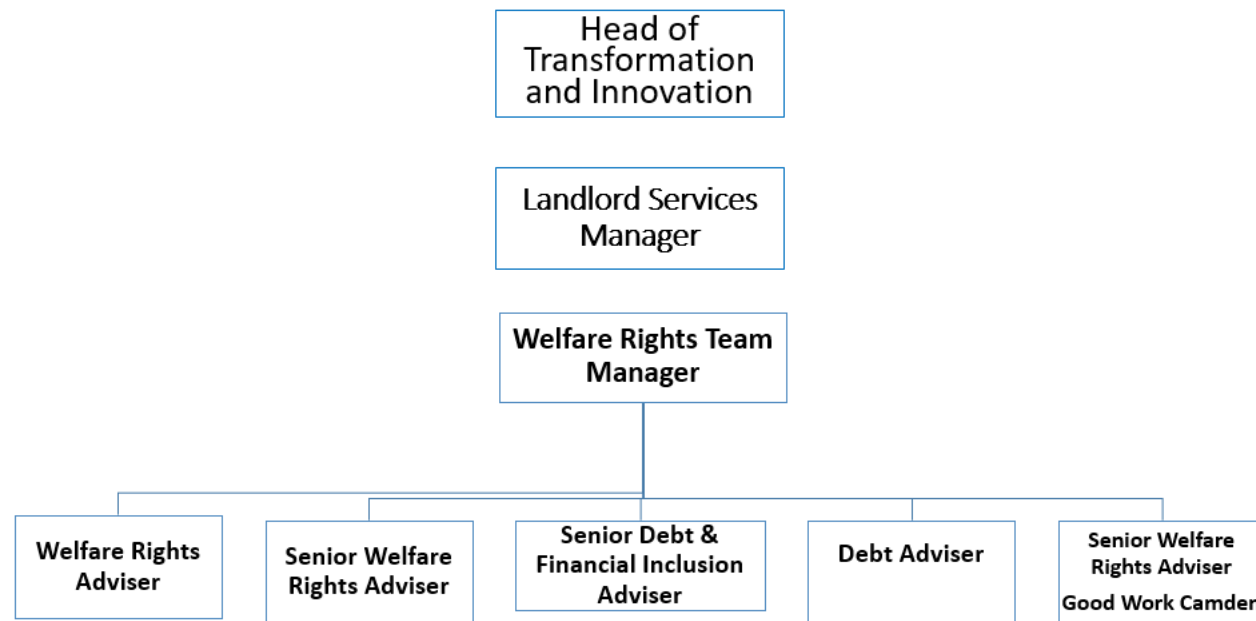 Head of
Transformation
and Innovation
Landlord Services
Manager
Welfare Rights Team
Manager
Welfare Rights
Adviser
Senior Welfare
Rights Adviser
Senior Debt &
Financial Inclusion
Adviser
Debt Adviser
Senior Welfare
Rights Adviser
Good Work Camden